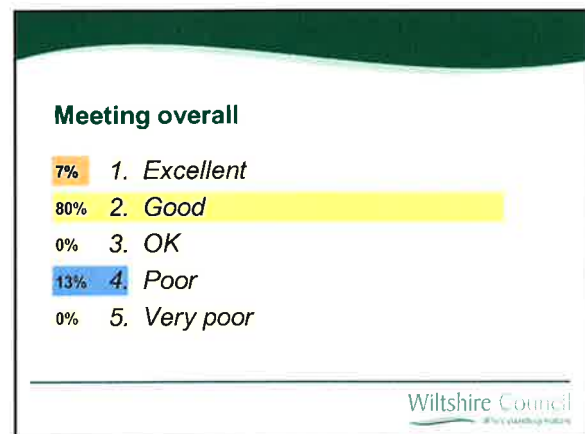 Meeting overall
7% 1. Excellent
80% 2. Good
0% 3. OK
13% 4. Poor
0% 5. Very poor
Wiltshire Council